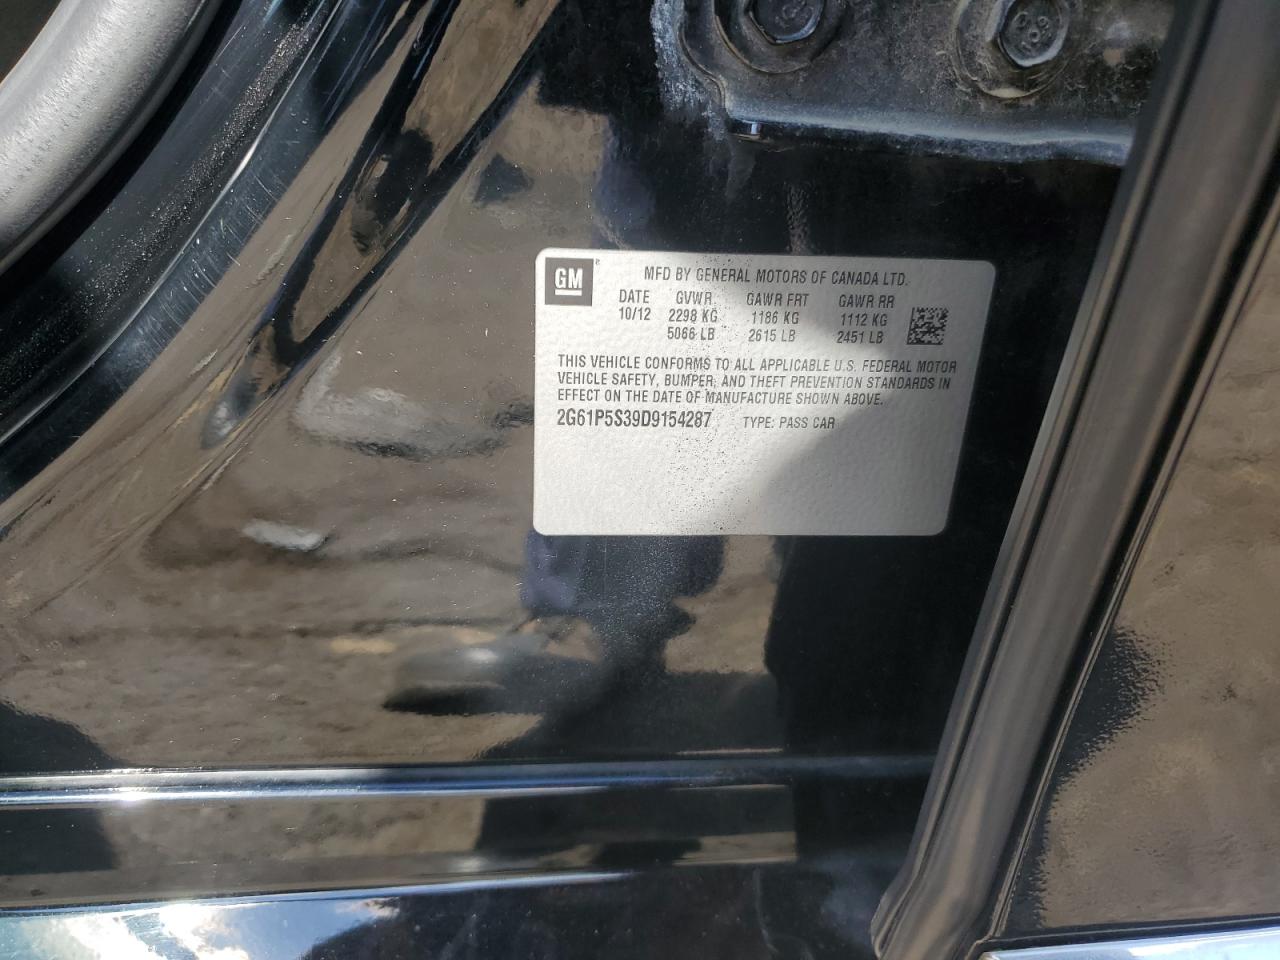 GM
MFD BY GENERAL MOTORS OF CANADA LTD.
DATE GVWR GAWR FRT GAWR RR
10/12 2298 KG 1186 KG 1112 KG
5066 LB 2615 LB 2451 LB
THIS VEHICLE CONFORMS TO ALL APPLICABLE U.S. FEDERAL MOTOR
VEHICLE SAFETY, BUMPER, AND THEFT PREVENTION STANDARDS IN
EFFECT ON THE DATE OF MANUFACTURE SHOWN ABOVE.
2G61P5S39D9154287 TYPE: PASS CAR